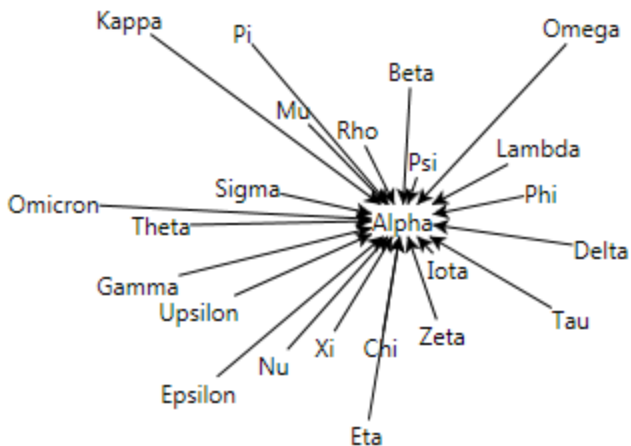 Kappa
Pi
Omega
Beta
Mu
Rho
Lambda
Psi
Sigma
Phi
Omicron
Theta
Alpha
Delta
Iota
Gamma
Upsilon
Tau
Zeta
Xi
Chi
Nu
Epsilon
Eta